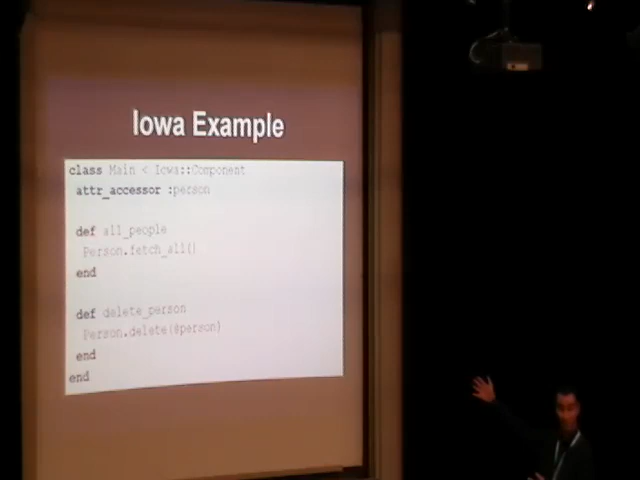 Iowa Example
class Main < Iowa::Component
attr_accessor :person
def all_people
Person.fetch_all()
end
def delete_person
Person.delete(@person)
end
end